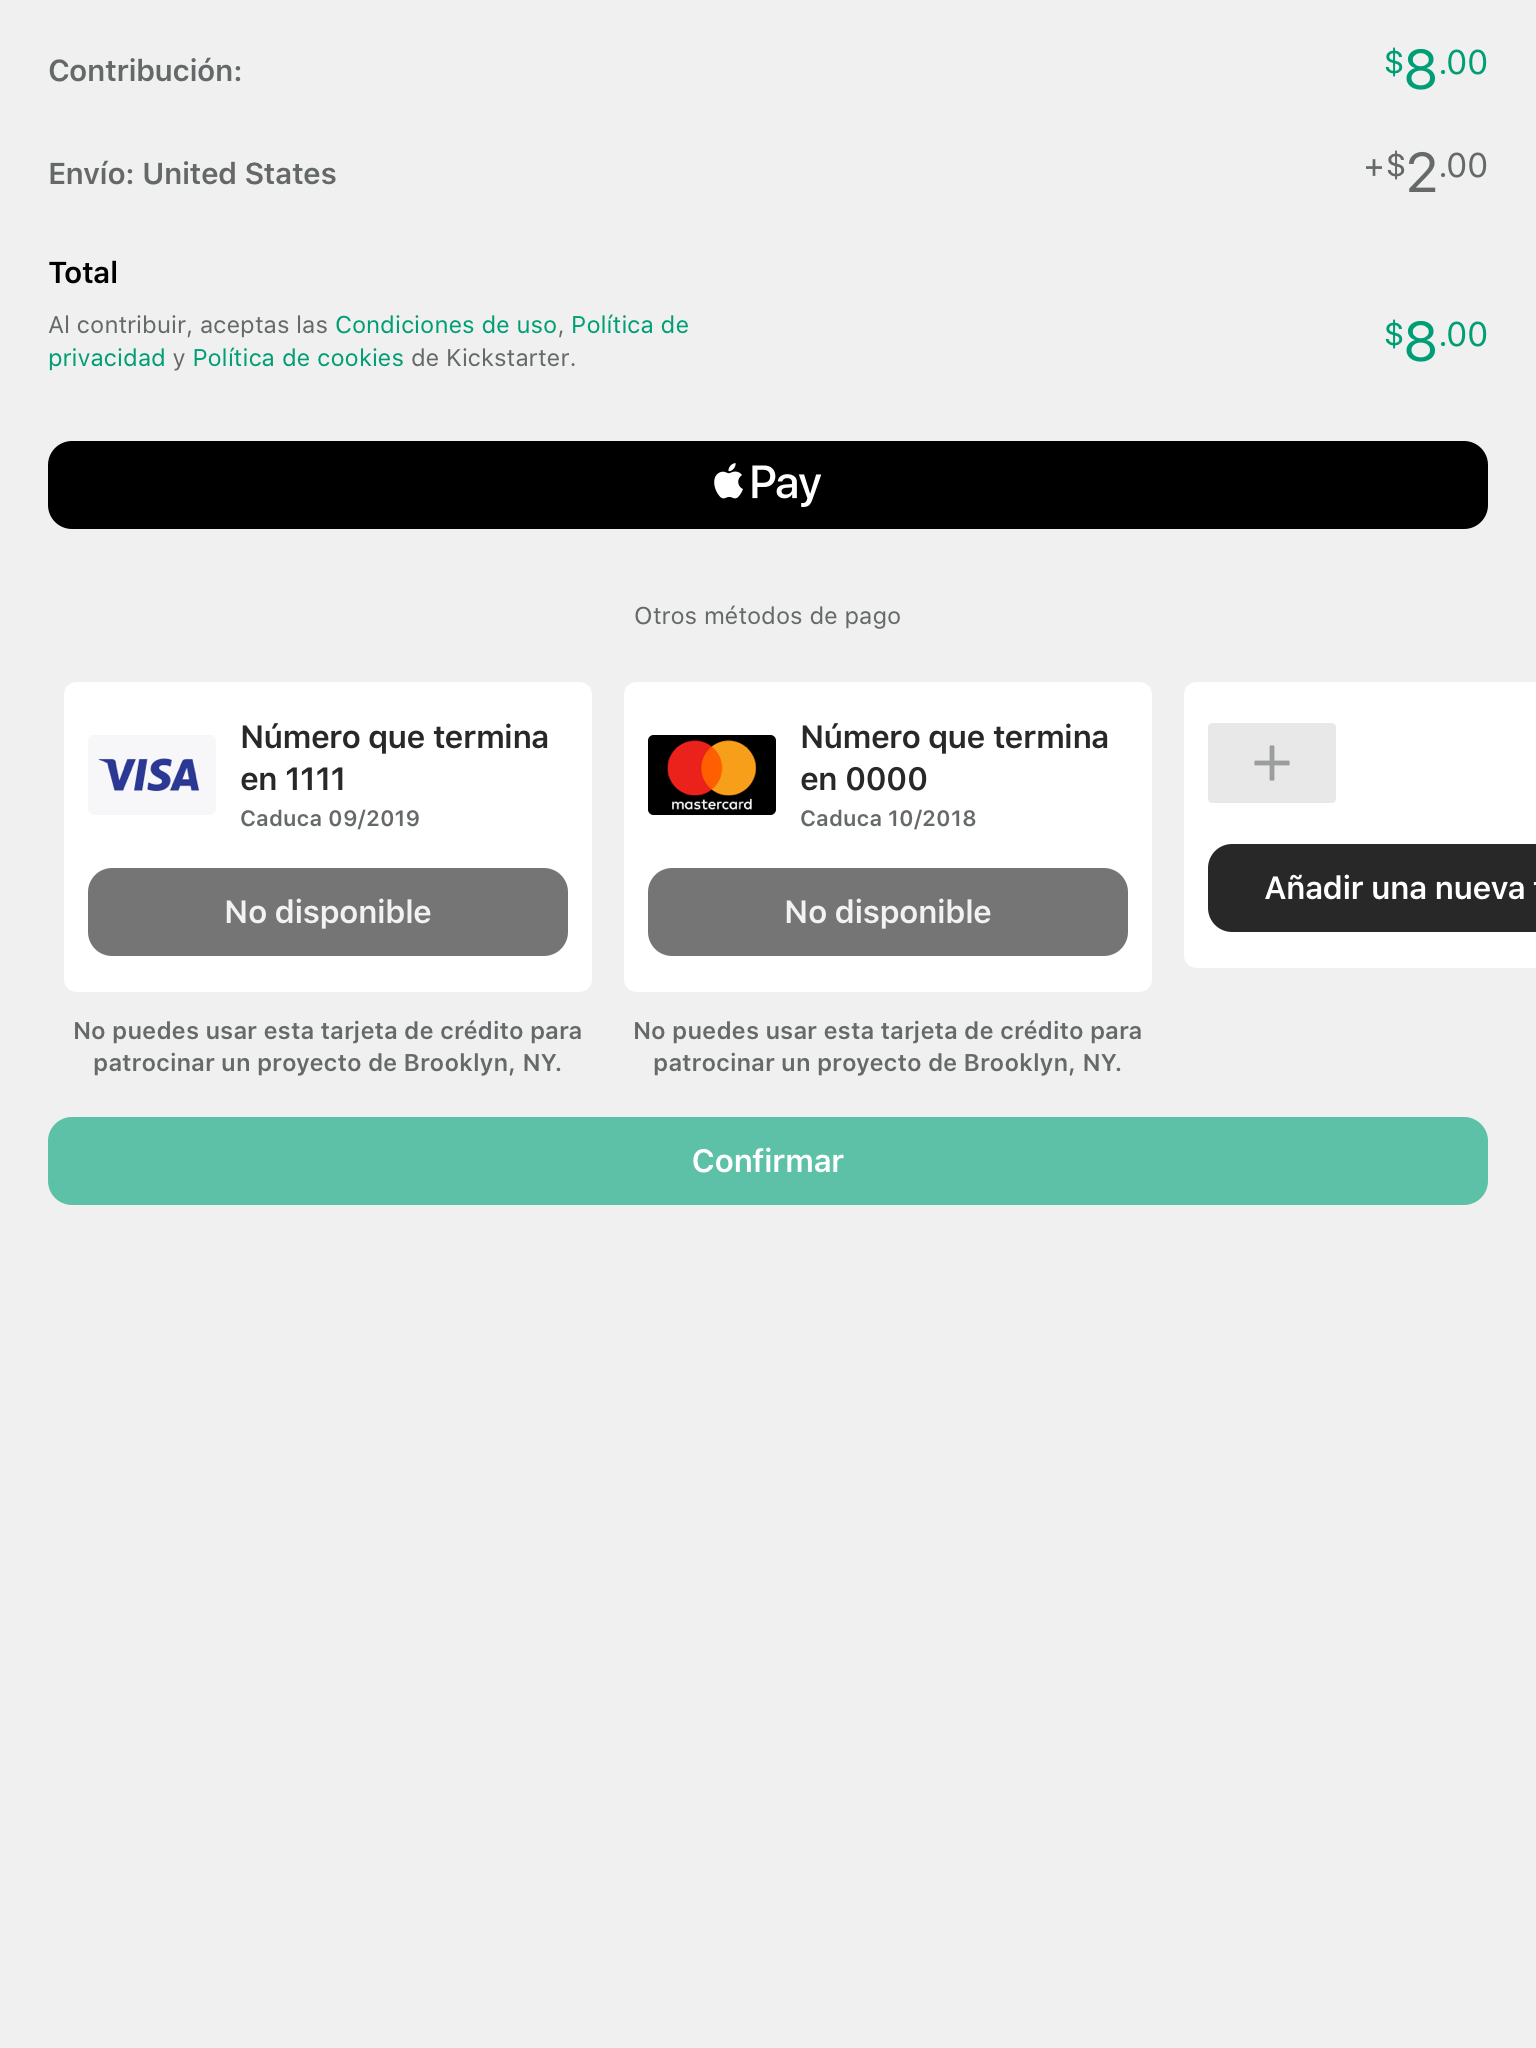 Contribución:
$8.00
Envío: United States
+$2.00
Total
Al contribuir, aceptas las Condiciones de uso, Política de
privacidad y Política de cookies de Kickstarter.
$8.00
Pay
Otros métodos de pago
VISA
Número que termina
en 1111
Caduca 09/2019
No disponible
No puedes usar esta tarjeta de crédito para
patrocinar un proyecto de Brooklyn, NY.
mastercard
Número que termina
en 0000
Caduca 10/2018
No disponible
No puedes usar esta tarjeta de crédito para
patrocinar un proyecto de Brooklyn, NY.
Añadir una nueva
Confirmar